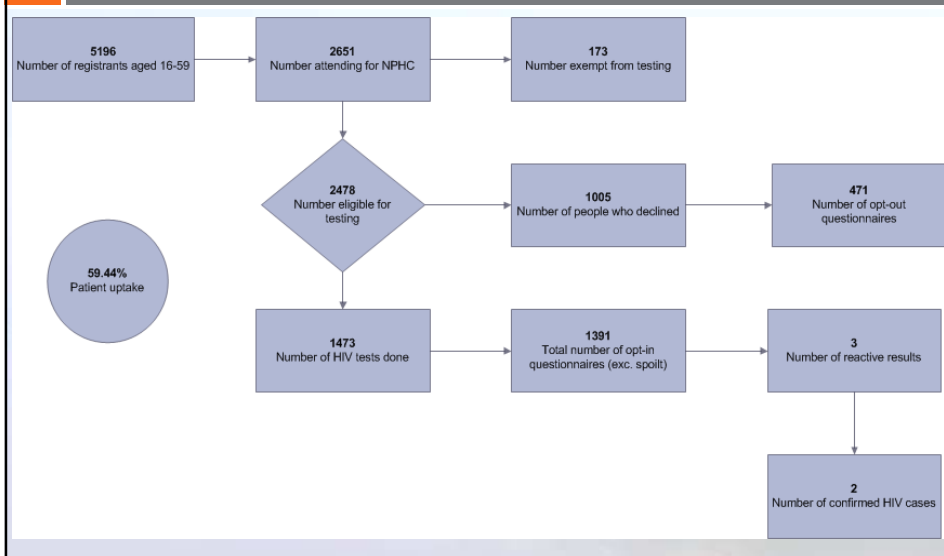 5196
Number of registrants aged 16-59
2651
Number attending for NPHC
173
Number exempt from testing
2478
Number eligible for
testing
1005
Number of people who declined
471
Number of opt-out
questionnaires
59.44%
Patient uptake
1473
Number of HIV tests done
1391
Total number of opt-in
questionnaires (exc. spoilt)
3
Number of reactive results
2
Number of confirmed HIV cases